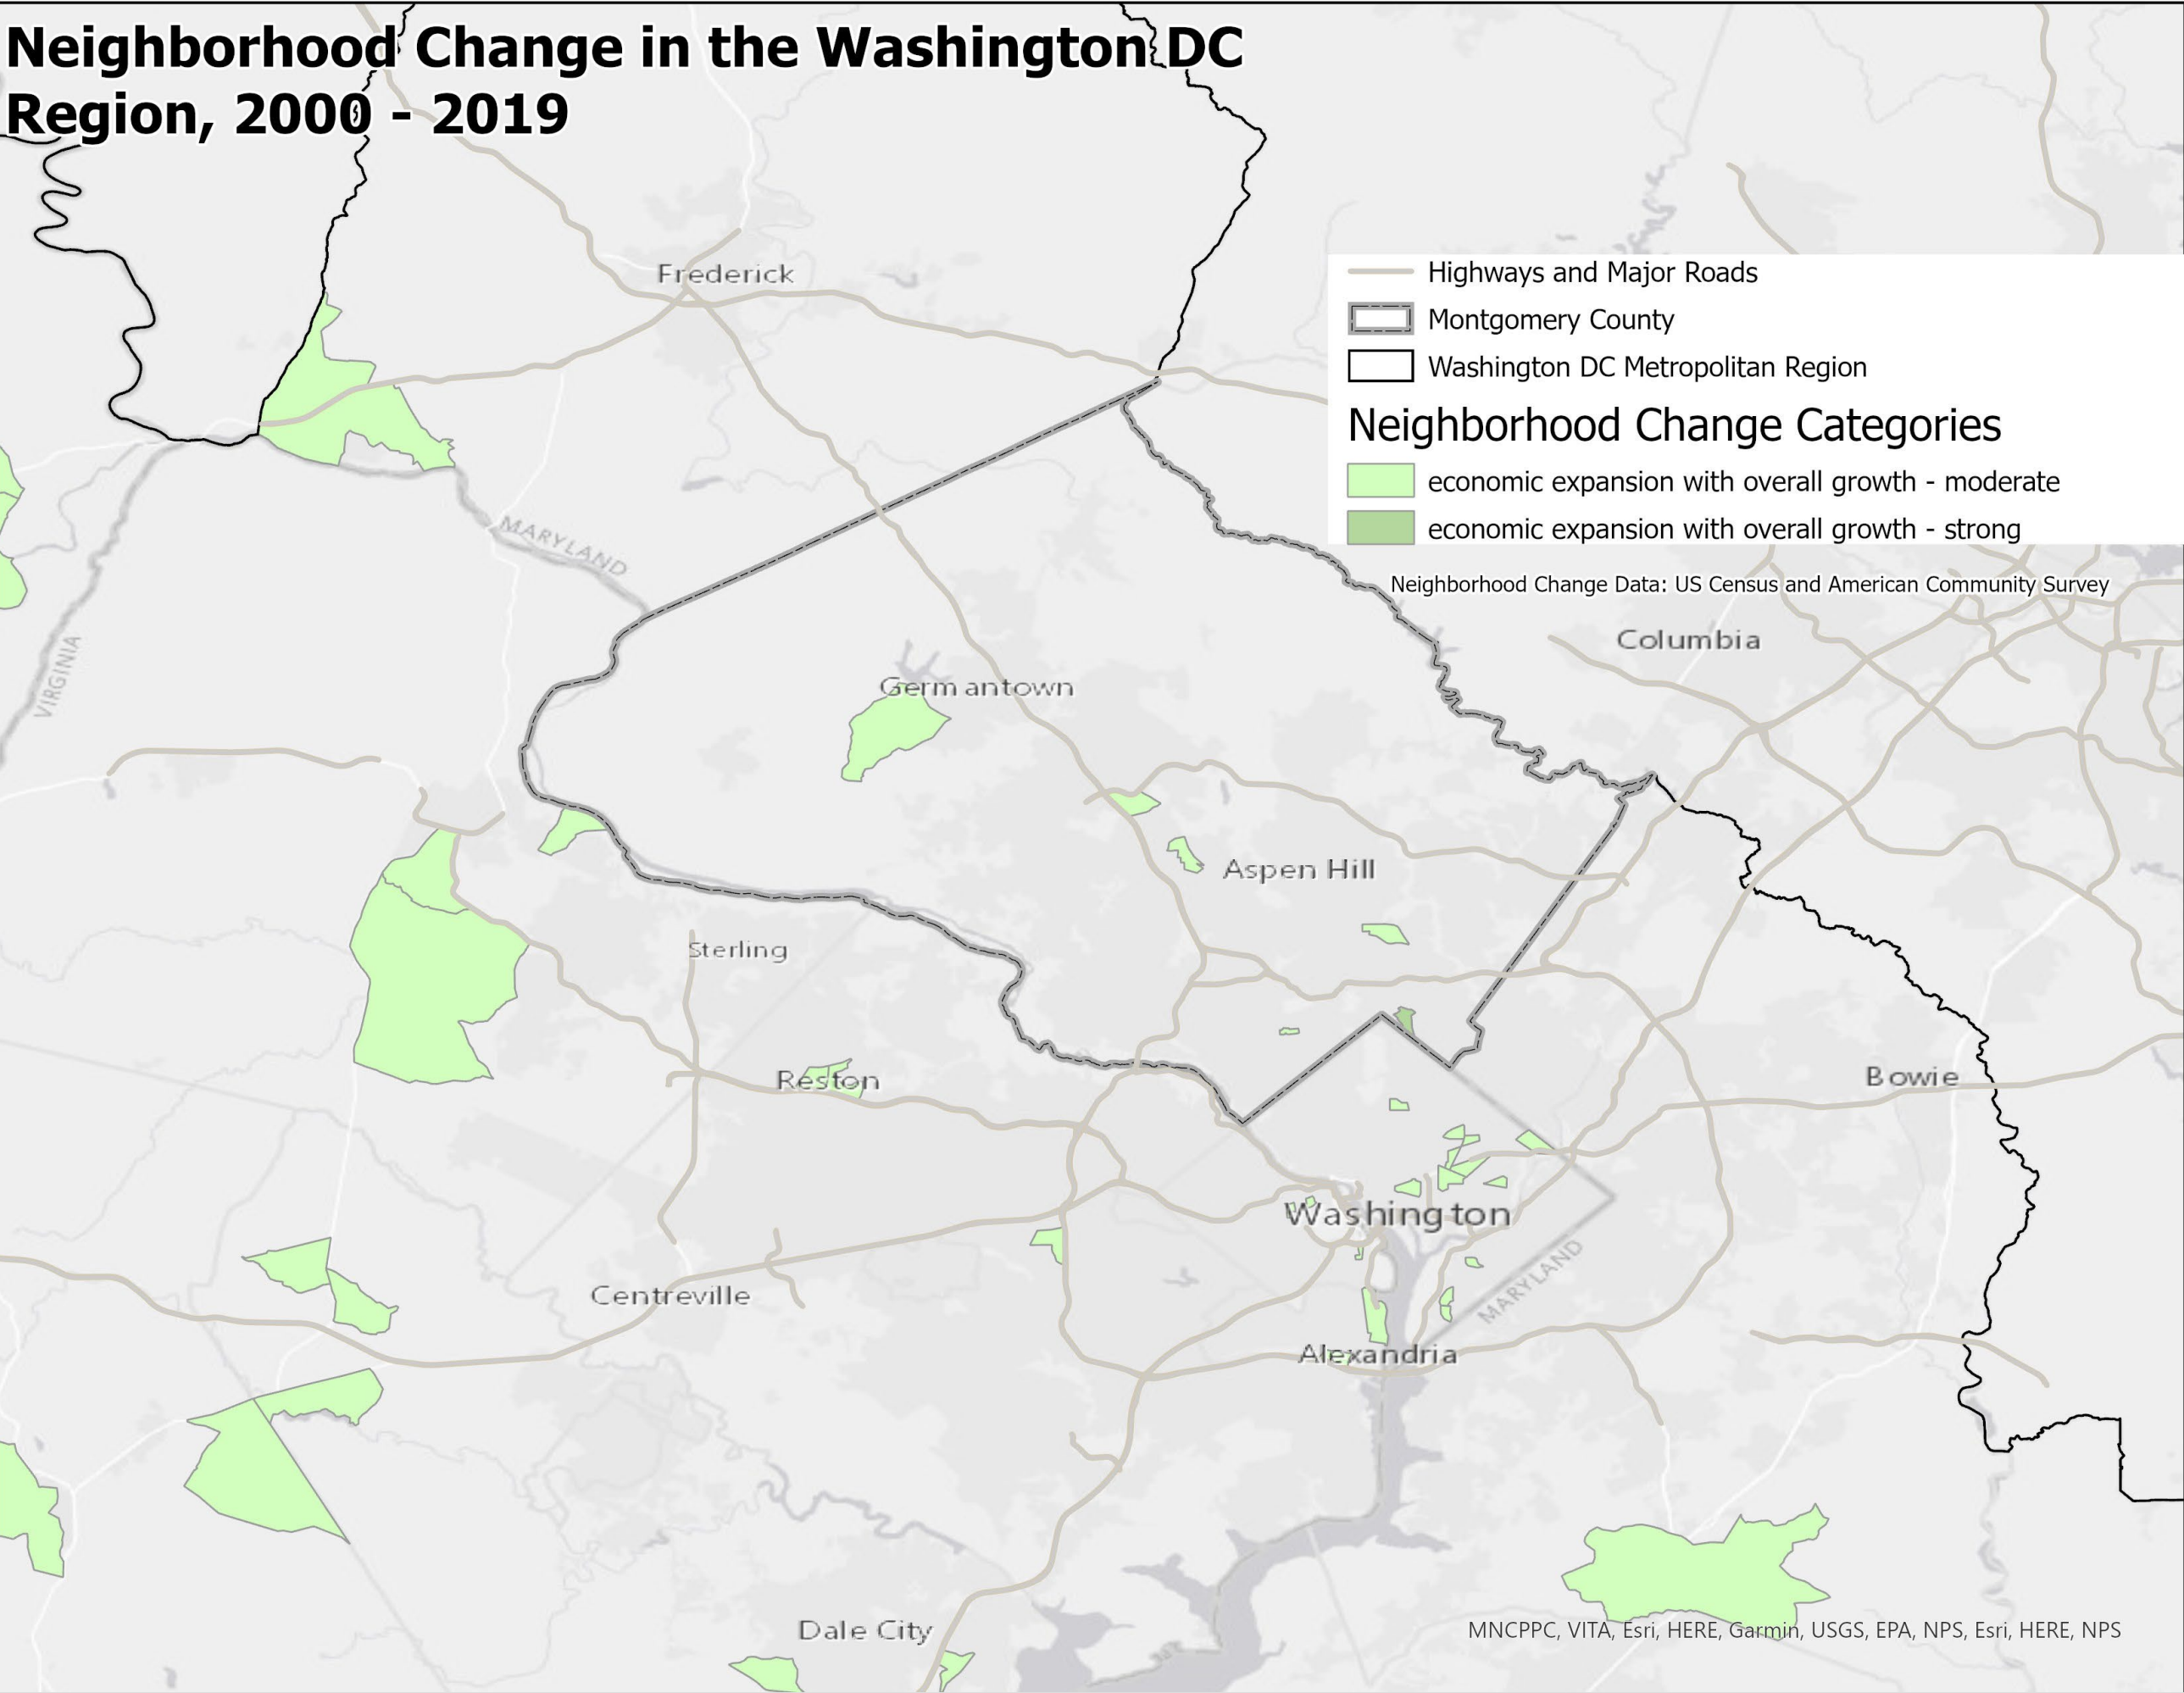 Neighborhood Change in the Washington DC
Region, 2000 - 2019
Highways and Major Roads
Montgomery County
Washington DC Metropolitan Region
Neighborhood Change Categories
economic expansion with overall growth - moderate
economic expansion with overall growth - strong
Neighborhood Change Data: US Census and American Community Survey
Frederick
MARYLAND
VIRGINIA
Columbia
Germantown
Aspen Hill
Sterling
Reston
Bowie
Washington
Centreville
MARYLAND
Alexandria
Dale City
MNCPPC, VITA, Esri, HERE, Garmin, USGS, EPA, NPS, Esri, HERE, NPS